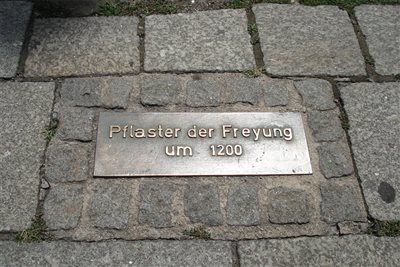 Pflaster der Freyung
um 1200